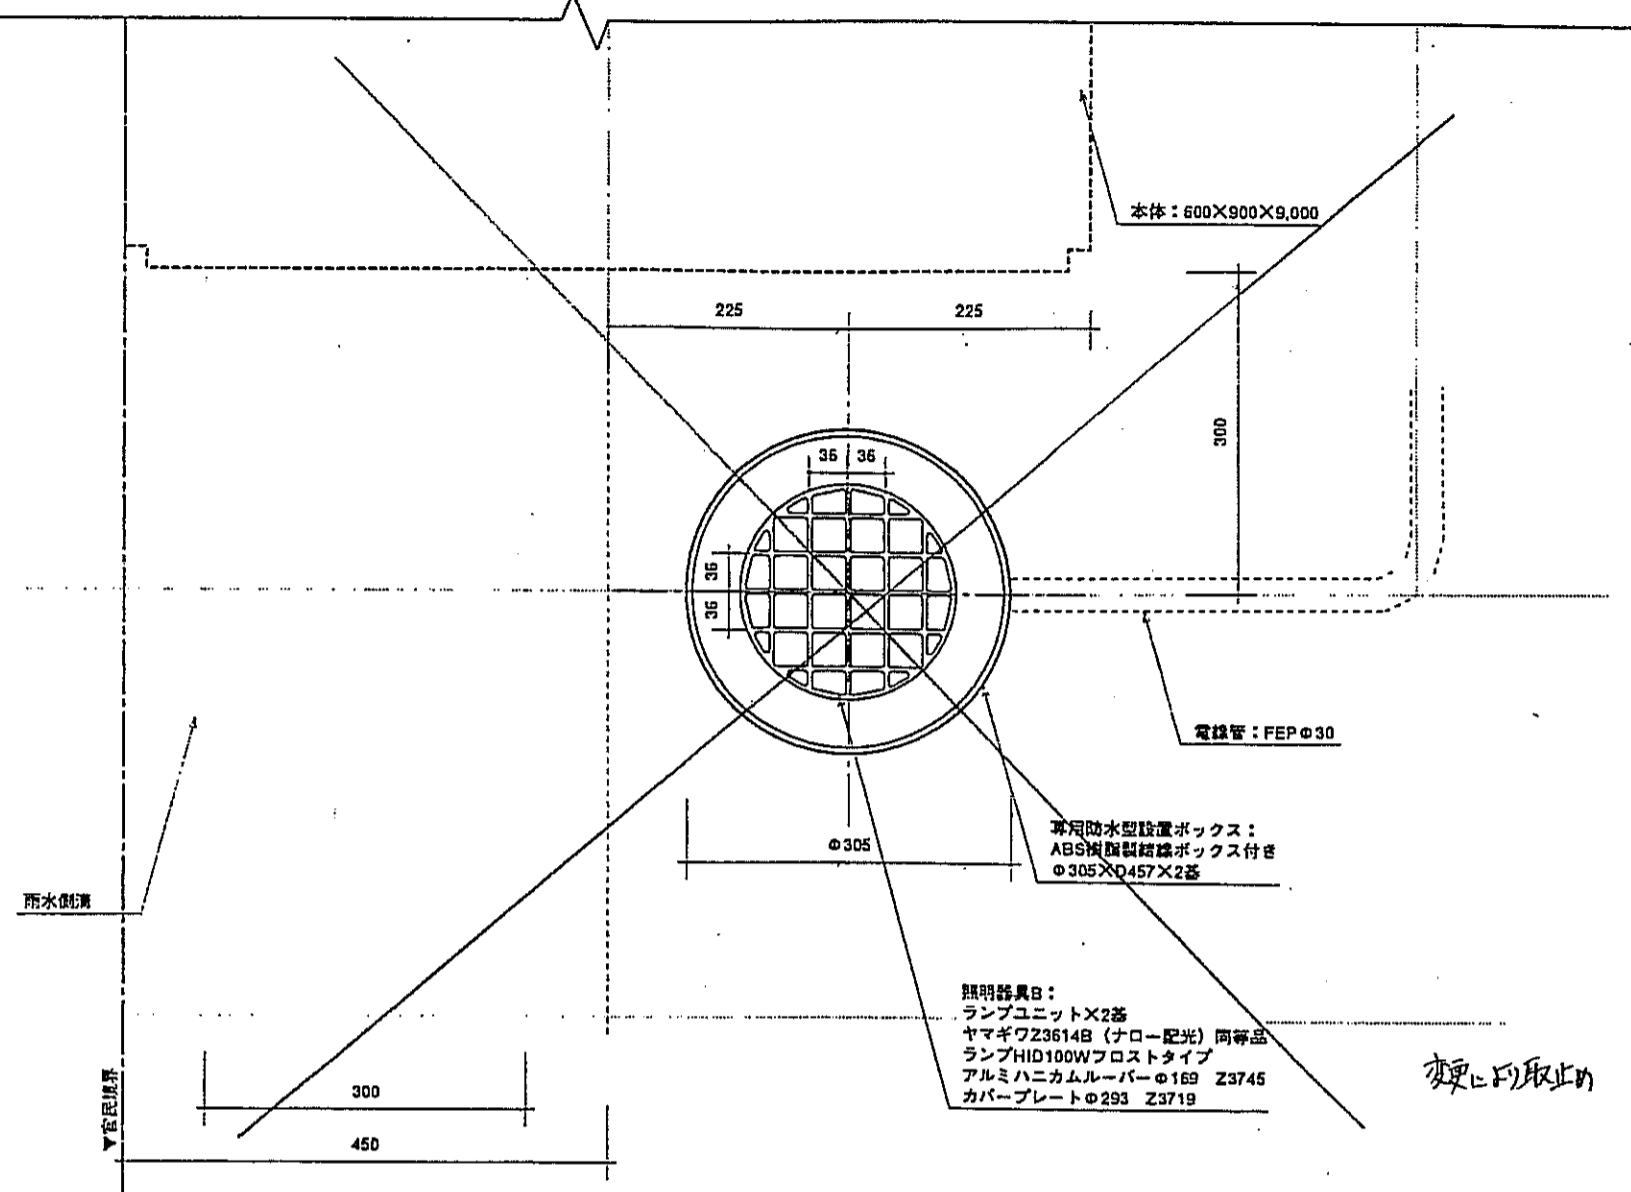 本体：600×900×9,000
225
225
300
36
36
36
36
電線管：FEPΦ30
Φ305
専用防水型設置ボックス：
ABS樹脂製結線ボックス付き
Φ305×D457×2基
雨水側溝
照明器具B：
ランプユニット×2基
ヤマギワZ3614B（ナロー配光）同等品
ランプHID100Wフロストタイプ
アルミハニカムルーバーΦ169 Z3745
カバープレートΦ293 Z3719
変更により取止め
▼官民境界
300
450